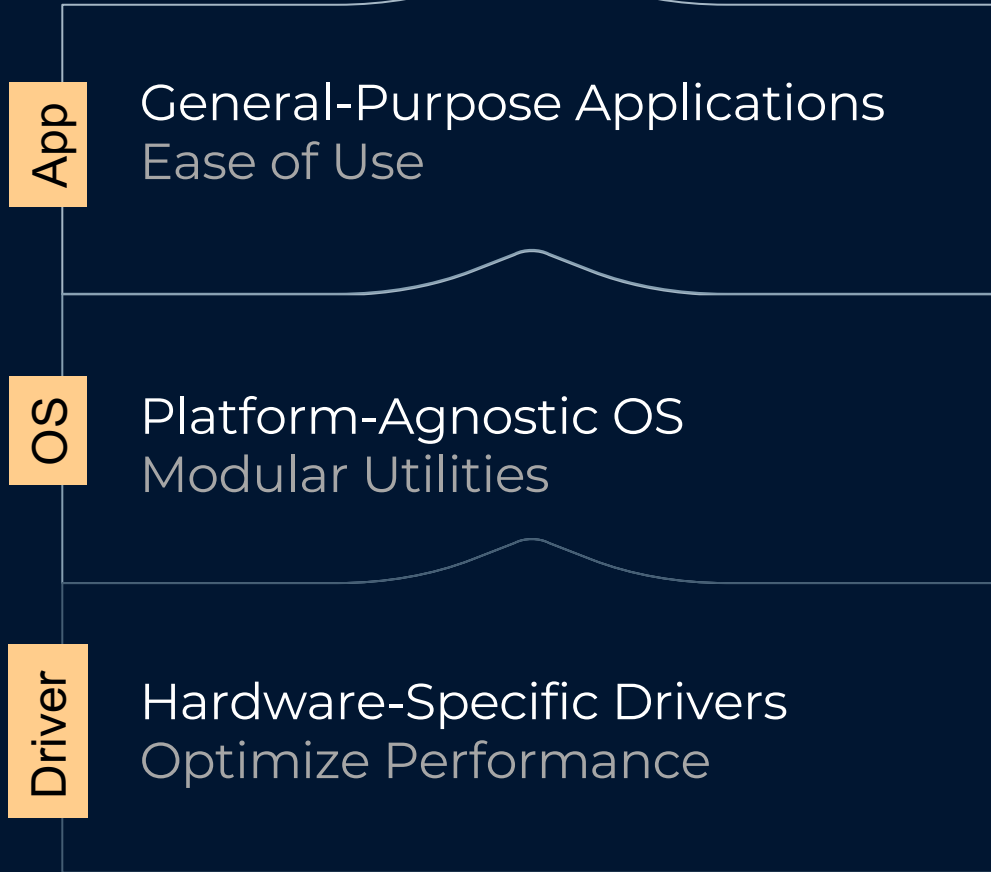 App
General-Purpose Applications
Ease of Use
OS
Platform-Agnostic OS
Modular Utilities
Driver
Hardware-Specific Drivers
Optimize Performance